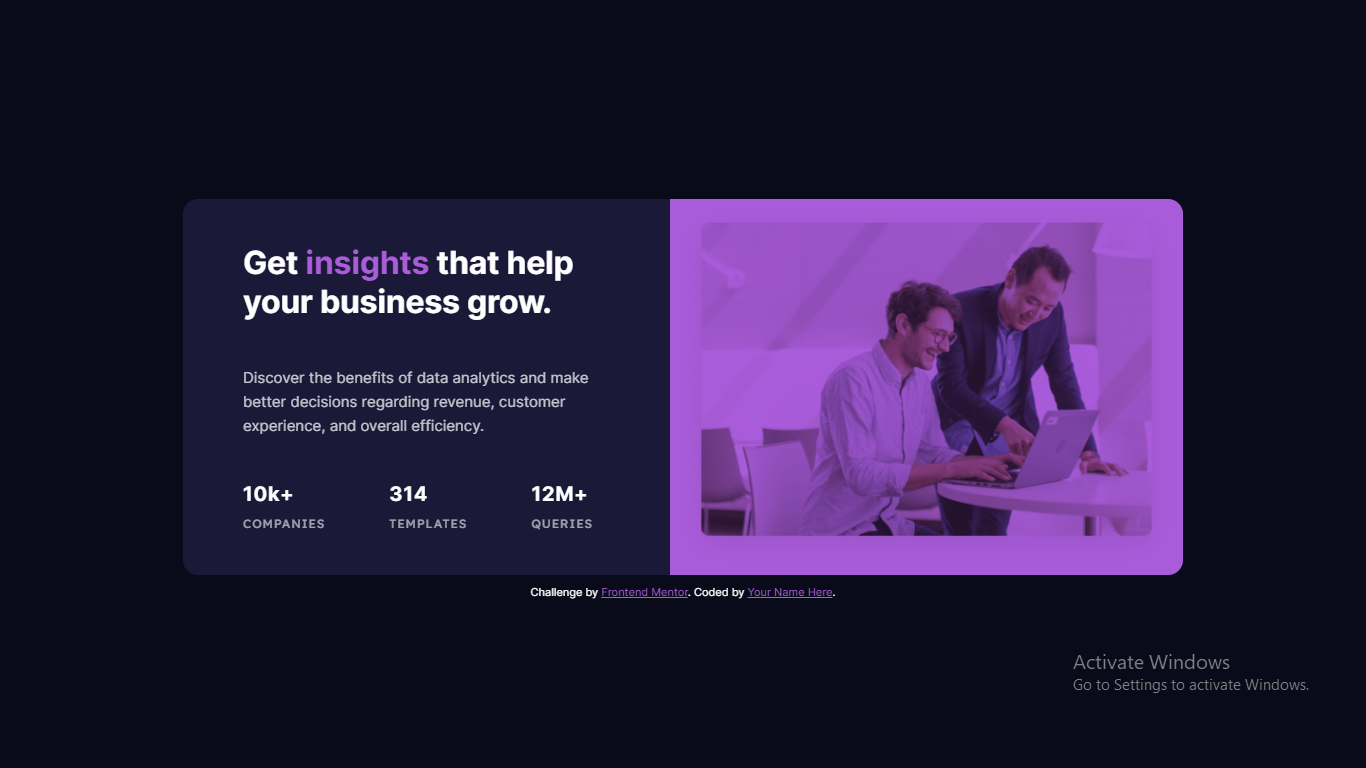 Get insights that help
your business grow.
Discover the benefits of data analytics and make
better decisions regarding revenue, customer
experience, and overall efficiency.
10k+ 314 12M+
COMPANIES TEMPLATES QUERIES
Challenge by Frontend Mentor. Coded by Your Name Here.
Activate Windows
Go to Settings to activate Windows.